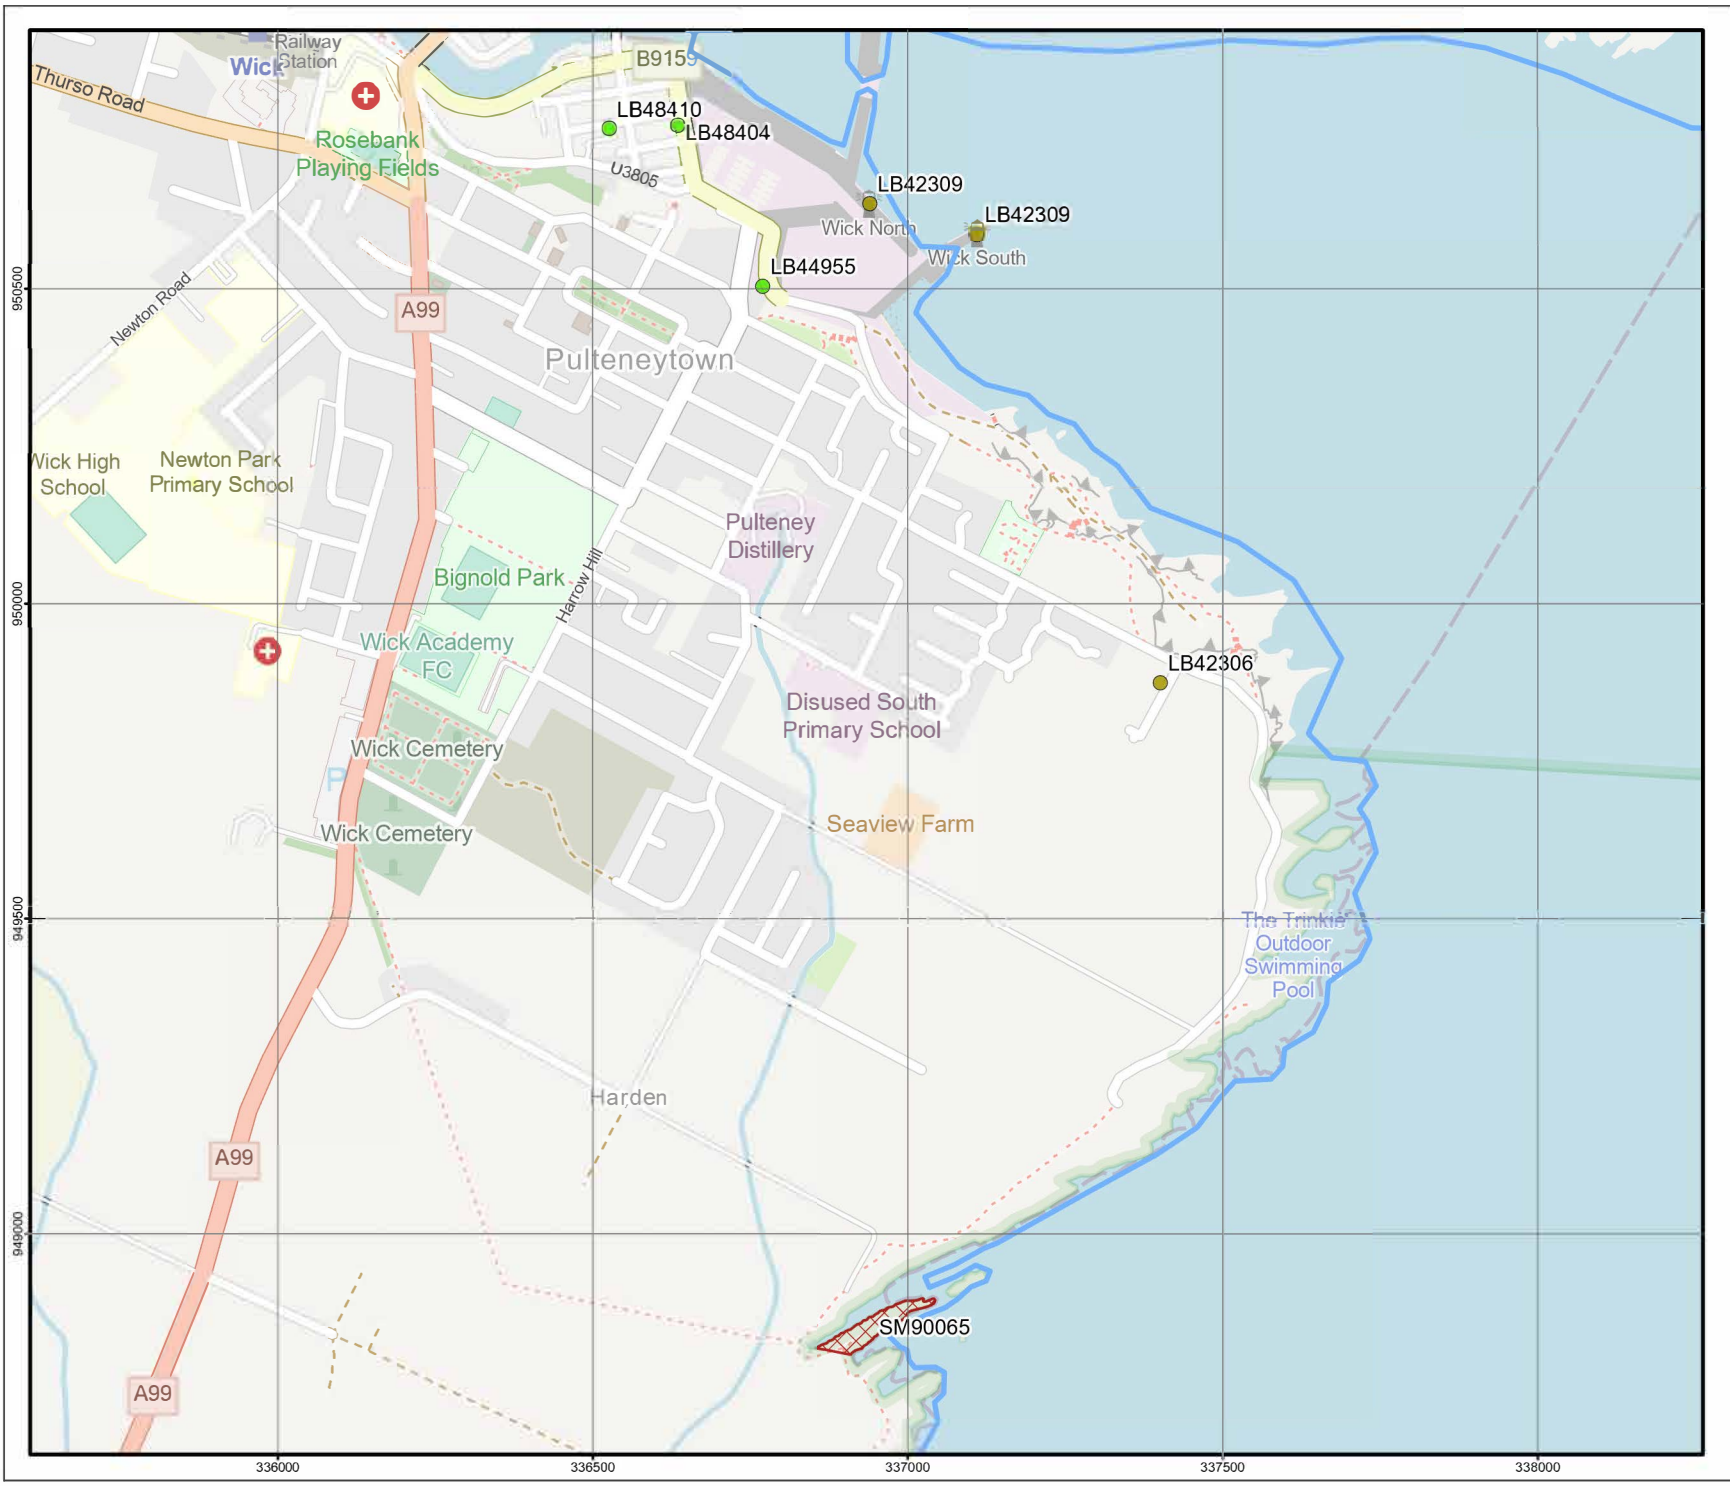 Railway
Station
Wick
B9159
Thurso Road
LB48410
LB48404
Rosebank
Playing Fields
U3805
LB42309
Wick North
LB42309
Wick South
LB44955
950500
Newton Road
A99
Pulteneytown
Wick High
School
Newton Park
Primary School
Pulteney
Distillery
Harrow Hill
Bignold Park
950000
Wick Academy
FC
LB42306
Disused South
Primary School
Wick Cemetery
P
Seaview Farm
Wick Cemetery
949500
The Trinkie
Outdoor
Swimming
Pool
Harden
A99
949000
SM90065
A99
336000
336500
337000
337500
338000